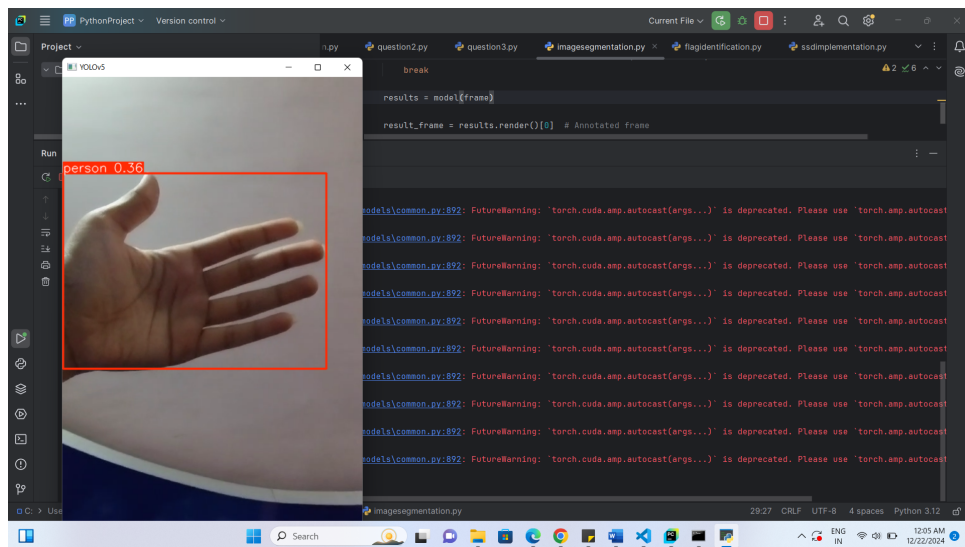 PP PythonProject Version control Current File
Project n.py question2.py question3.py imagesegmentation.py flagidentification.py ssdimplementation.py
YOLOv5
break
2 6
results = model(frame)
result_frame = results.render()[0] # Annotated frame
Run
person 0.36
models\common.py:892: FutureWarning: `torch.cuda.amp.autocast(args...)` is deprecated. Please use `torch.amp.autocast
models\common.py:892: FutureWarning: `torch.cuda.amp.autocast(args...)` is deprecated. Please use `torch.amp.autocast
models\common.py:892: FutureWarning: `torch.cuda.amp.autocast(args...)` is deprecated. Please use `torch.amp.autocast
models\common.py:892: FutureWarning: `torch.cuda.amp.autocast(args...)` is deprecated. Please use `torch.amp.autocast
models\common.py:892: FutureWarning: `torch.cuda.amp.autocast(args...)` is deprecated. Please use `torch.amp.autocast
models\common.py:892: FutureWarning: `torch.cuda.amp.autocast(args...)` is deprecated. Please use `torch.amp.autocast
models\common.py:892: FutureWarning: `torch.cuda.amp.autocast(args...)` is deprecated. Please use `torch.amp.autocast
models\common.py:892: FutureWarning: `torch.cuda.amp.autocast(args...)` is deprecated. Please use `torch.amp.autocast
models\common.py:892: FutureWarning: `torch.cuda.amp.autocast(args...)` is deprecated. Please use `torch.amp.autocast
models\common.py:892: FutureWarning: `torch.cuda.amp.autocast(args...)` is deprecated. Please use `torch.amp.autocast
C: > Use imagesegmentation.py 29:27 CRLF UTF-8 4 spaces Python 3.12
Search ENG 12:05 AM
IN 12/22/2024 2